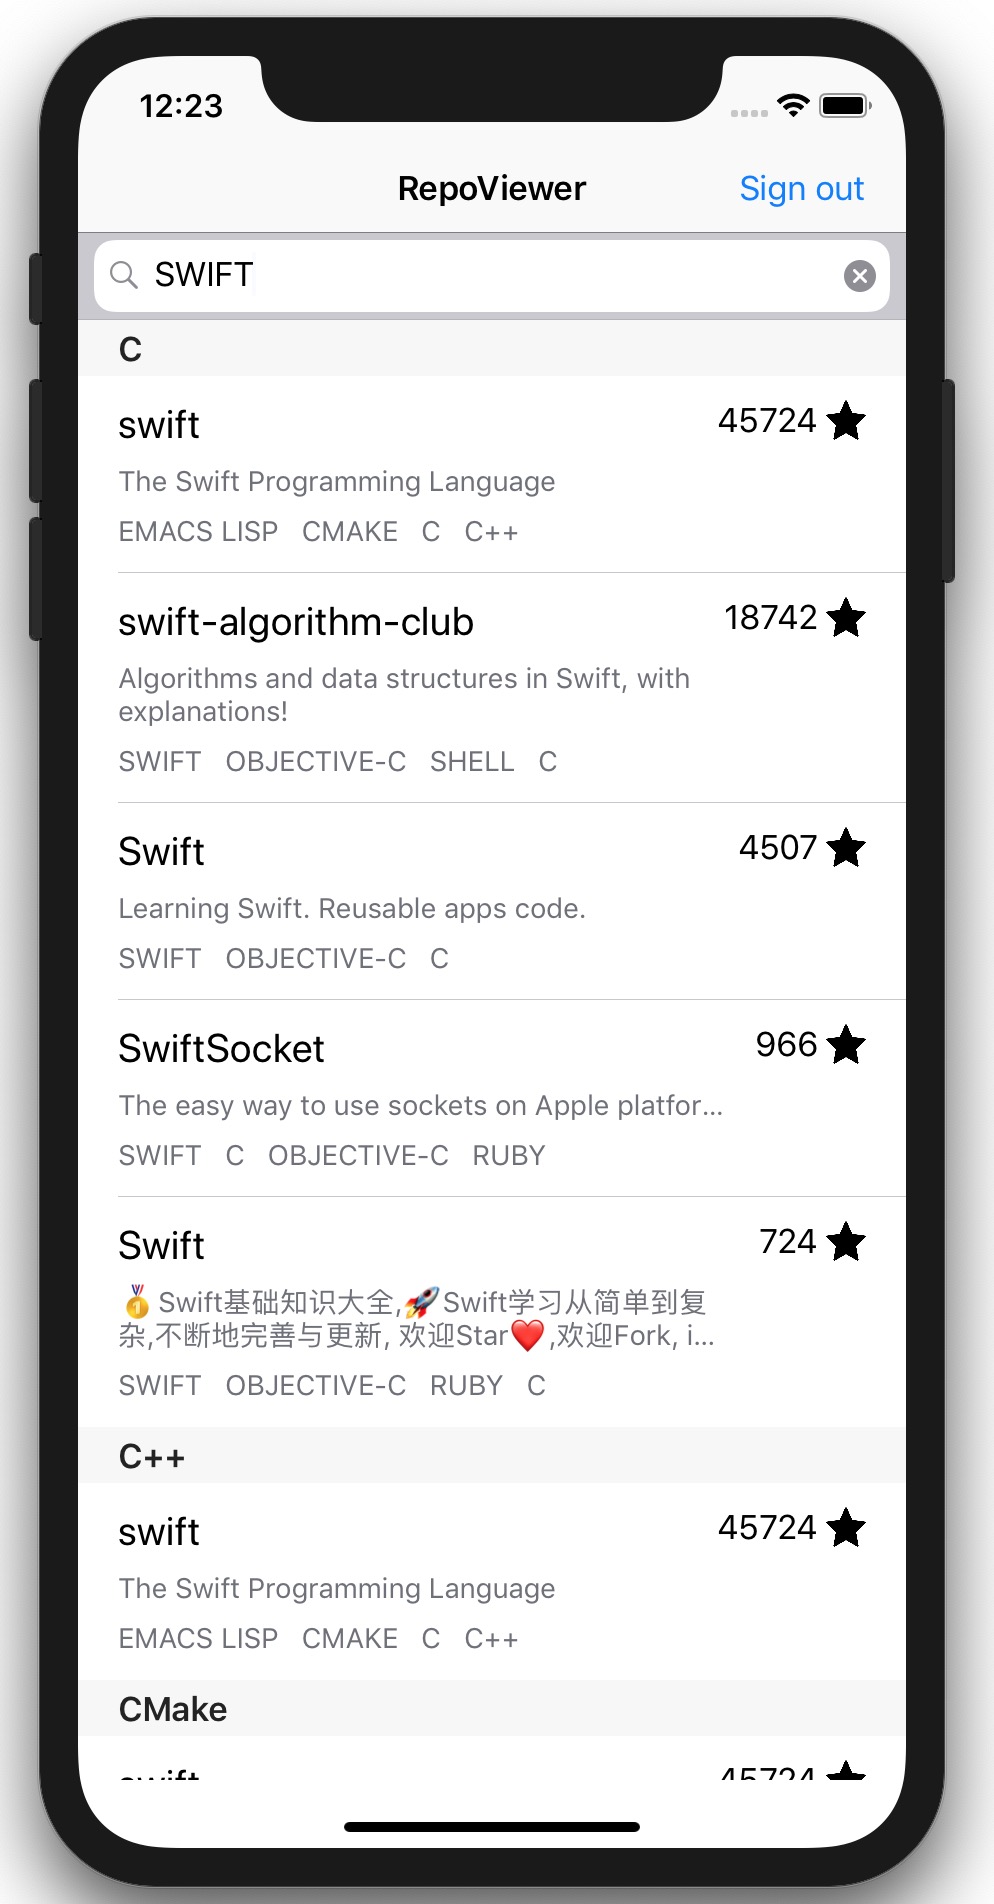 12:23
RepoViewer Sign out
SWIFT
C
swift 45724
The Swift Programming Language
EMACS LISP CMAKE C C++
swift-algorithm-club 18742
Algorithms and data structures in Swift, with
explanations!
SWIFT OBJECTIVE-C SHELL C
Swift 4507
Learning Swift. Reusable apps code.
SWIFT OBJECTIVE-C C
SwiftSocket 966
The easy way to use sockets on Apple platfor...
SWIFT C OBJECTIVE-C RUBY
Swift 724
🥇Swift基础知识大全,🚀Swift学习从简单到复
杂,不断地完善与更新, 欢迎Star❤️,欢迎Fork, i...
SWIFT OBJECTIVE-C RUBY C
C++
swift 45724
The Swift Programming Language
EMACS LISP CMAKE C C++
CMake
swift 45724